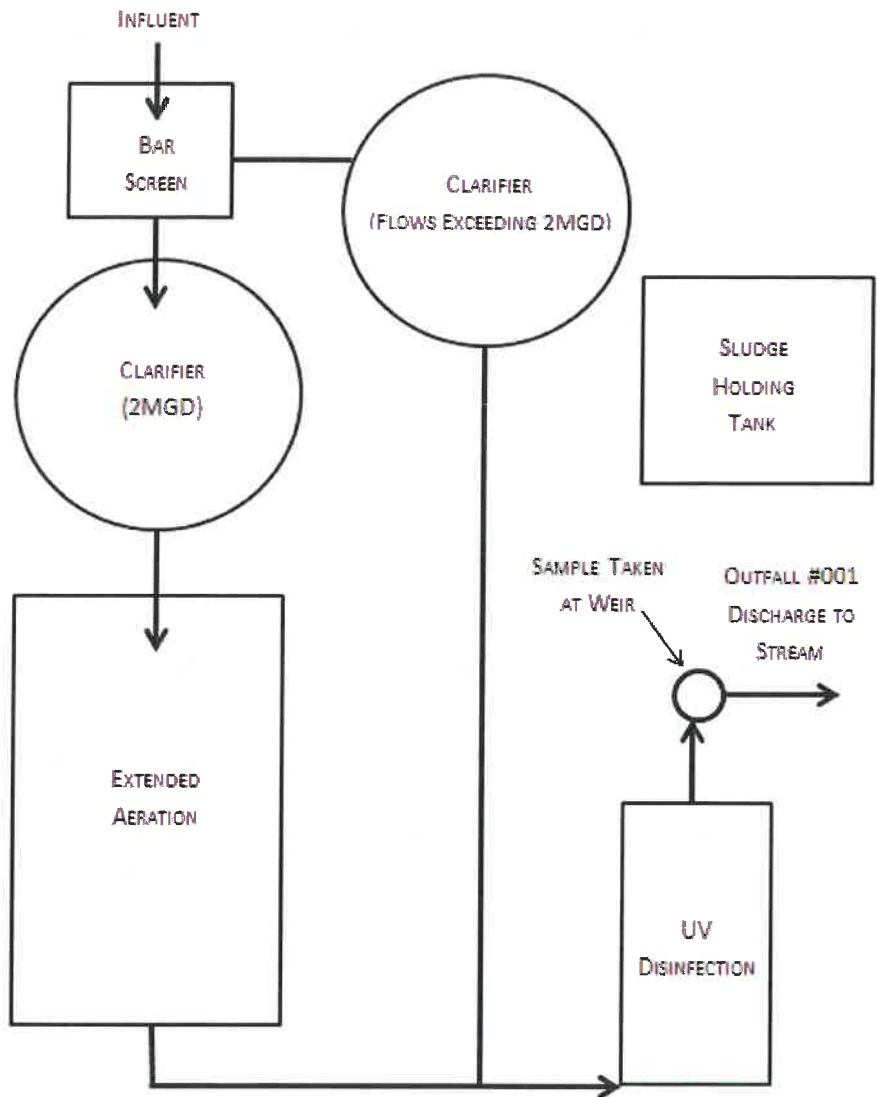 INFLUENT
BAR
SCREEN
CLARIFIER
(FLOWS EXCEEDING 2MGD)
CLARIFIER
(2MGD)
SLUDGE
HOLDING
TANK
SAMPLE TAKEN
AT WEIR
OUTFALL #001
DISCHARGE TO
STREAM
EXTENDED
AERATION
UV
DISINFECTION